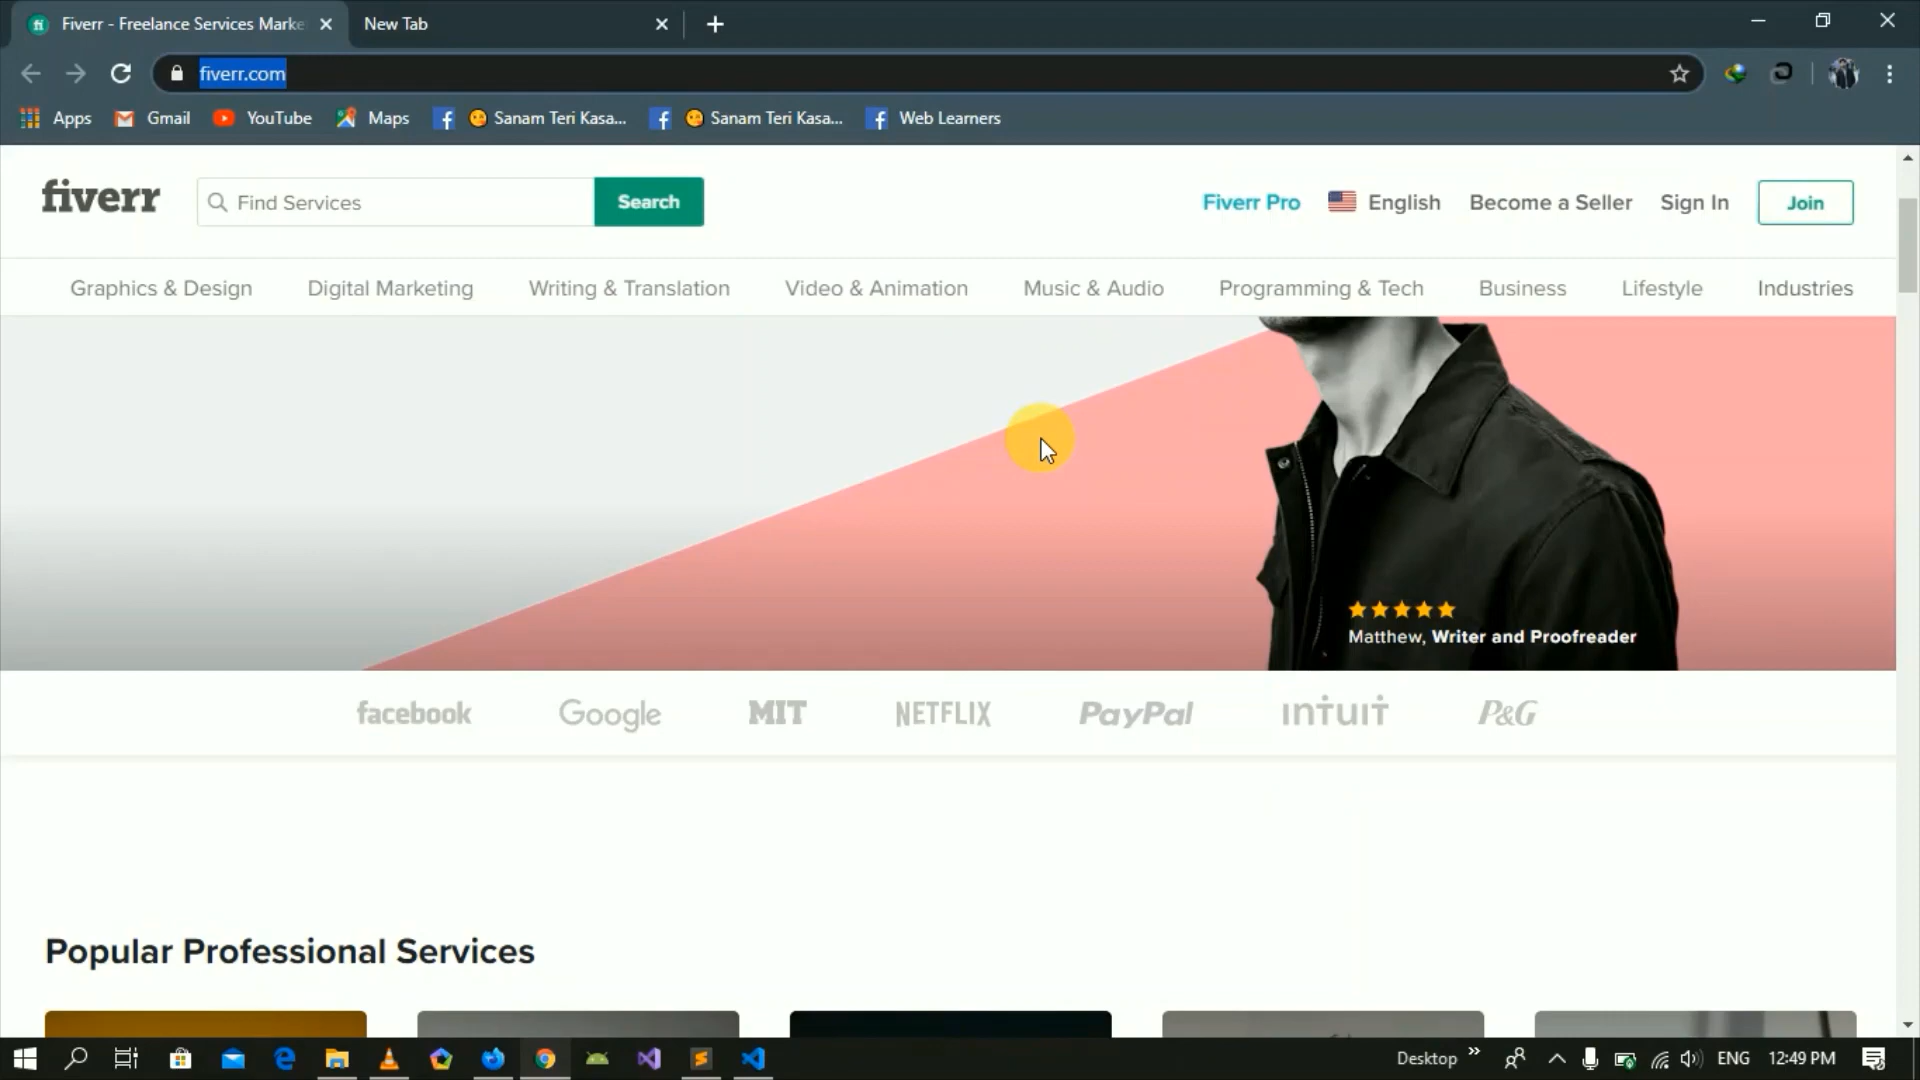 Fiverr - Freelance Services Marke
New Tab
fiverr.com
Apps
Gmail
YouTube
Maps
Sanam Teri Kasa...
Sanam Teri Kasa...
Web Learners
fiverr
Find Services
Search
Fiverr Pro
English
Become a Seller
Sign In
Join
Graphics & Design
Digital Marketing
Writing & Translation
Video & Animation
Music & Audio
Programming & Tech
Business
Lifestyle
Industries
Matthew, Writer and Proofreader
facebook
Google
MIT
NETFLIX
PayPal
intuit
P&G
Popular Professional Services
Desktop
ENG
12:49 PM